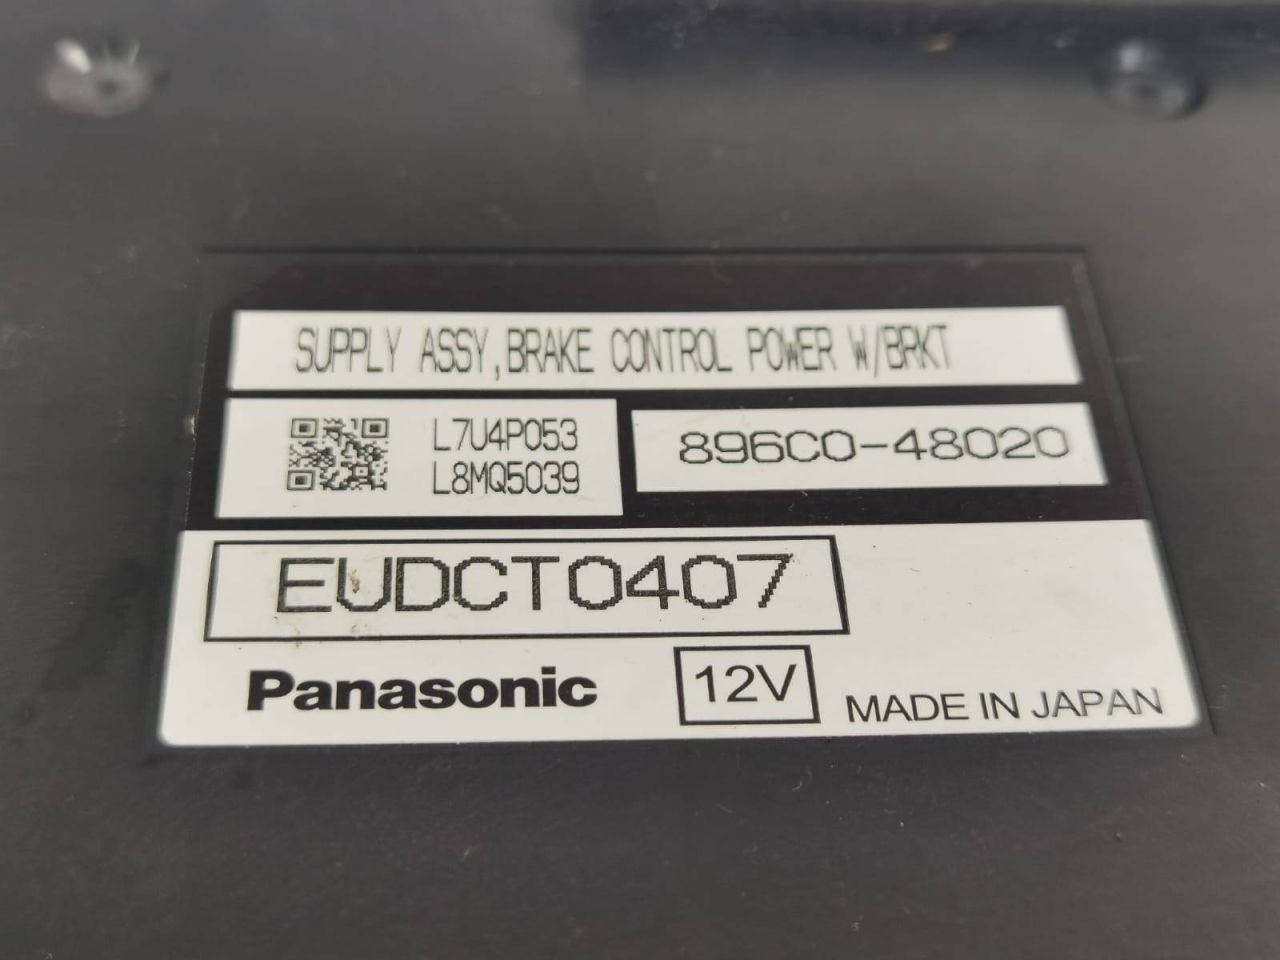 SUPPLY ASSY,BRAKE CONTROL POWER W/BRKT
L7U4P053
L8MQ5039
896C0-48020
EUDCT0407
Panasonic
12V
MADE IN JAPAN